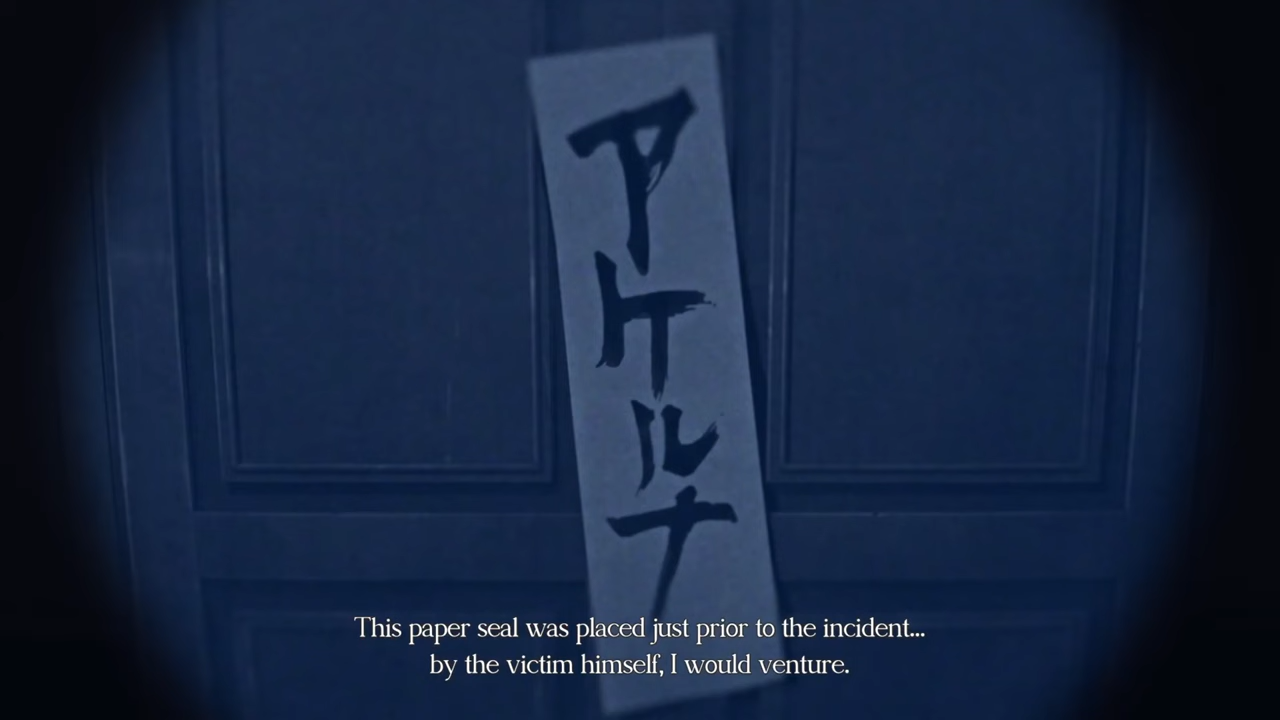 アケルナ
This paper seal was placed just prior to the incident...
by the victim himself, I would venture.